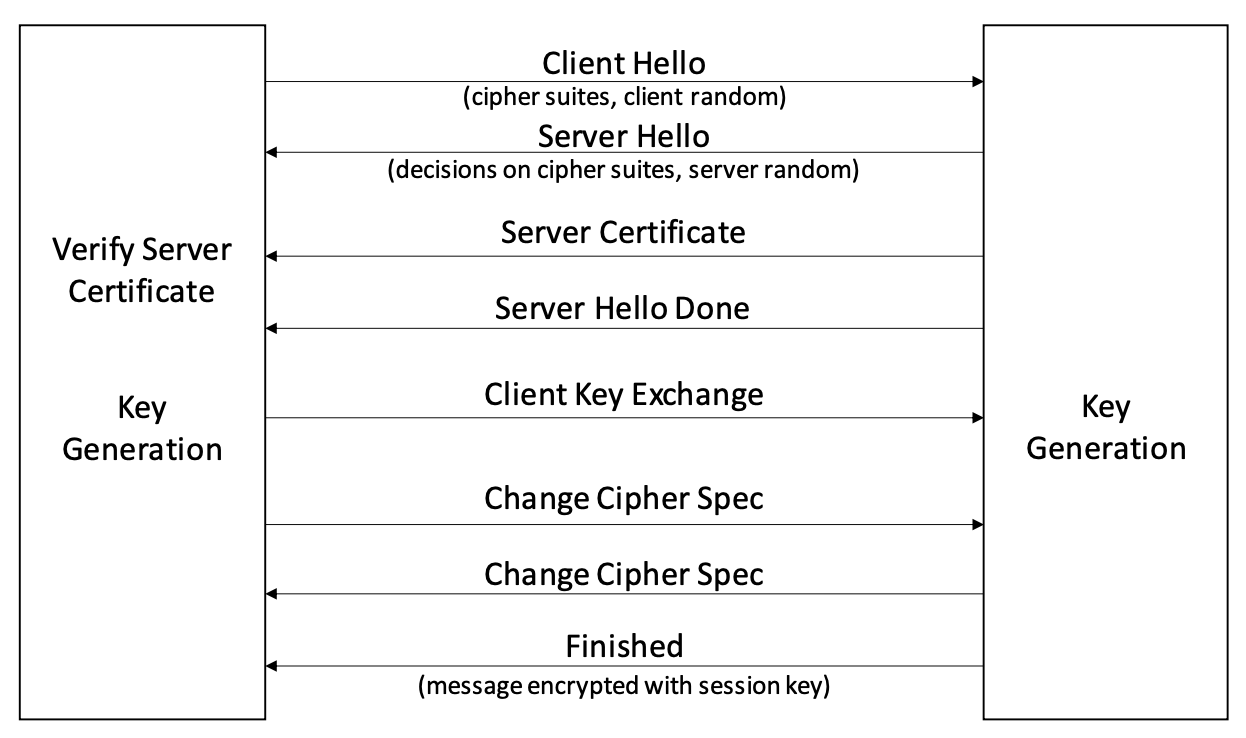 Client Hello
(cipher suites, client random)
Server Hello
(decisions on cipher suites, server random)
Server Certificate
Verify Server
Certificate
Server Hello Done
Client Key Exchange
Key
Generation
Key
Generation
Change Cipher Spec
Change Cipher Spec
Finished
(message encrypted with session key)